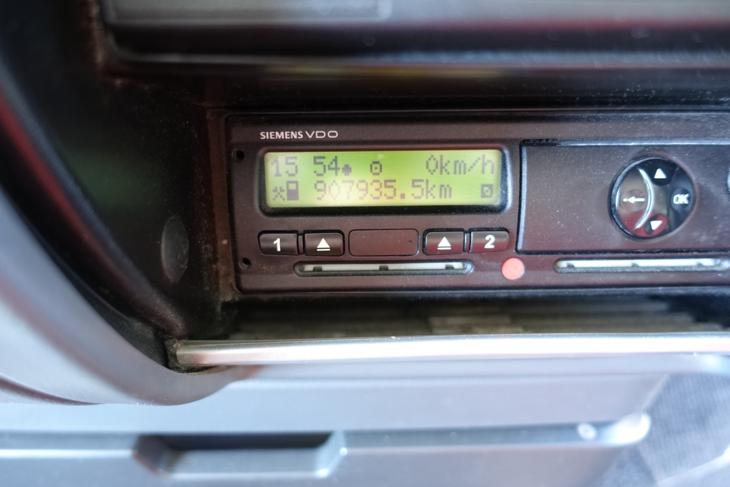 SIEMENS VDO
15 54 0km/h
907935.5km
1 2
OK